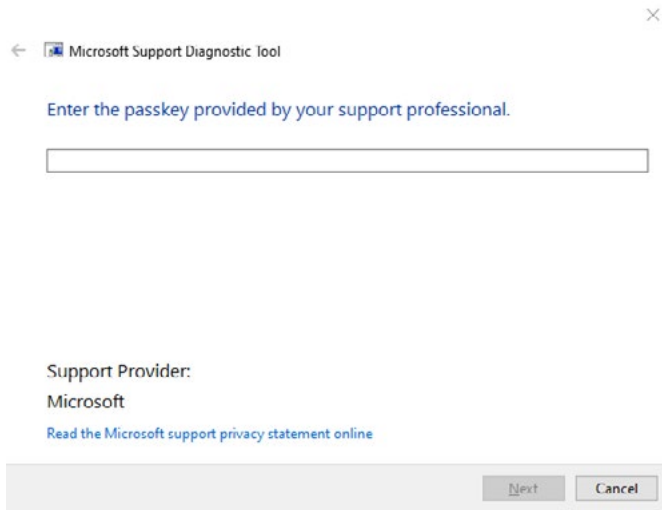 Microsoft Support Diagnostic Tool
Enter the passkey provided by your support professional.
Support Provider:
Microsoft
Read the Microsoft support privacy statement online
Next Cancel